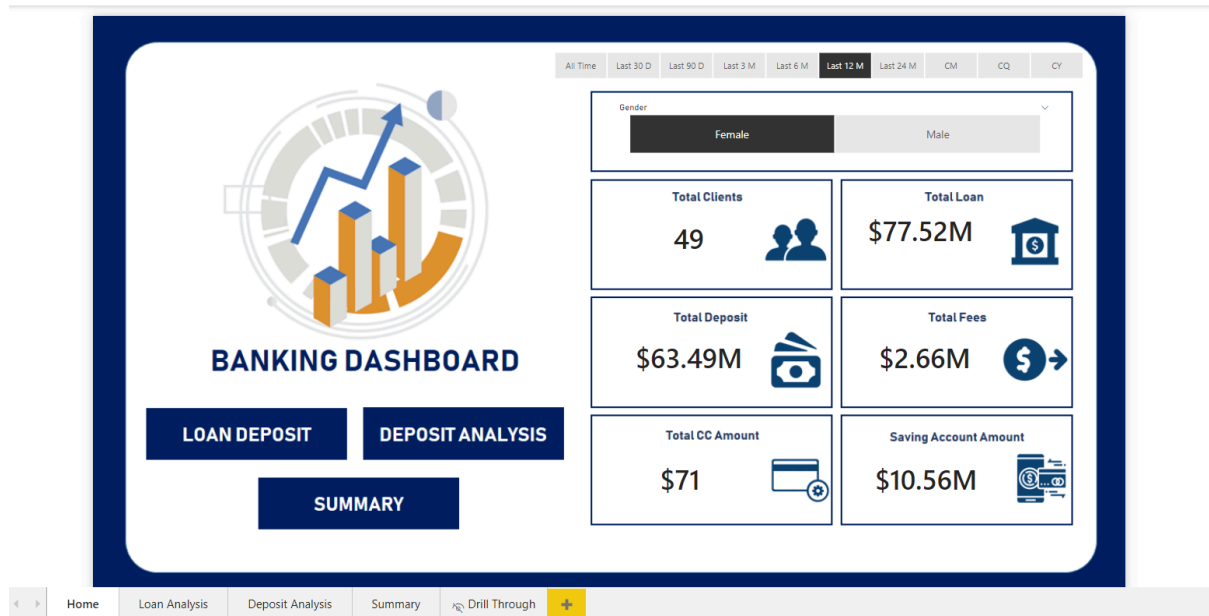 All Time Last 30 D Last 90 D Last 3 M Last 6 M Last 12 M Last 24 M CM CQ CY
Gender
Female Male
Total Clients
49
Total Loan
$77.52M
Total Deposit
$63.49M
Total Fees
$2.66M
Total CC Amount
$71
Saving Account Amount
$10.56M
BANKING DASHBOARD
LOAN DEPOSIT
DEPOSIT ANALYSIS
SUMMARY
Home Loan Analysis Deposit Analysis Summary Drill Through +